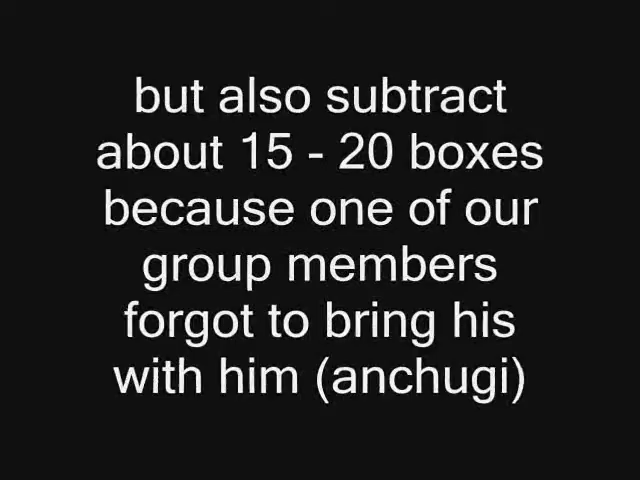 but also subtract
about 15 - 20 boxes
because one of our
group members
forgot to bring his
with him (anchugi)